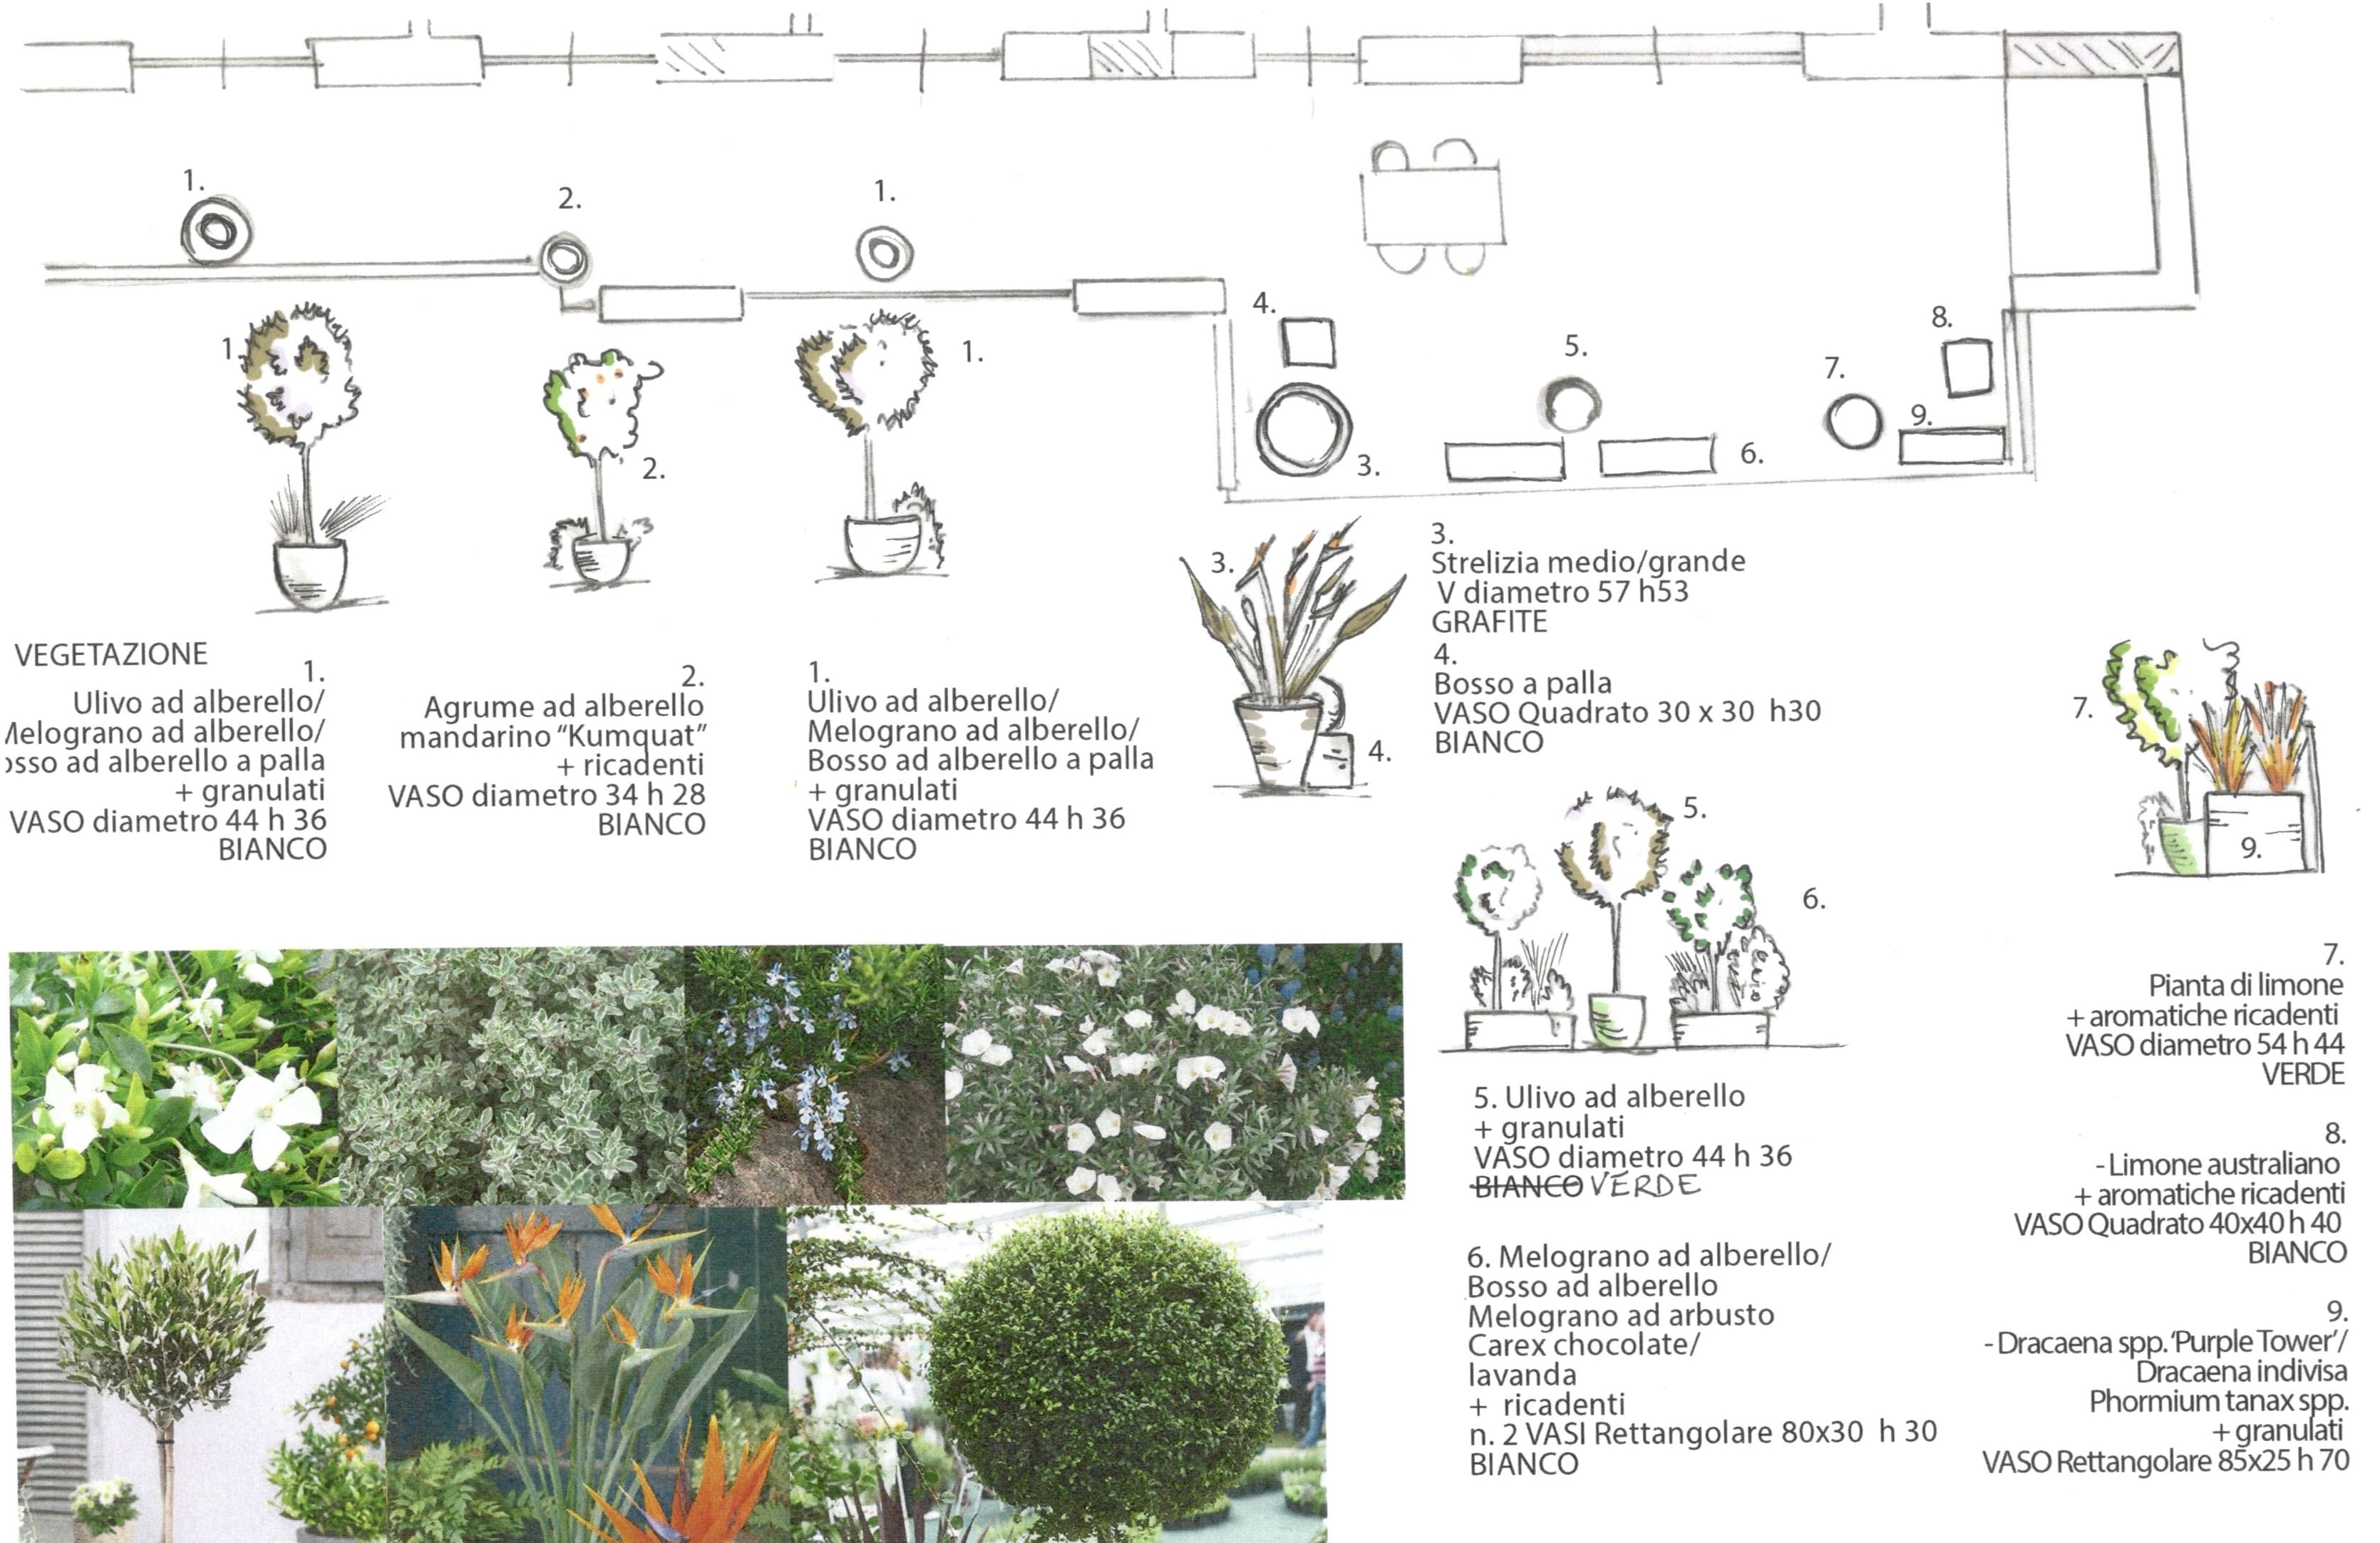 1.
2.
1.
4.
8.
5.
7.
9.
3.
6.
1.
2.
1.
3.
4.
5.
6.
7.
9.
VEGETAZIONE
1.
Ulivo ad alberello/
ad alberello/
ad alberello a palla
+ granulati
VASO diametro 44 h 36
BIANCO
2.
Agrume ad alberello
mandarino "Kumquat"
+ ricadenti
VASO diametro 34 h 28
BIANCO
1.
Ulivo ad alberello/
Melograno ad alberello/
Bosso ad alberello a palla
+ granulati
VASO diametro 44 h 36
BIANCO
3.
Strelizia medio/grande
V diametro 57 h53
GRAFITE
4.
Bosso a palla
VASO Quadrato 30 x 30 h30
BIANCO
5. Ulivo ad alberello
+ granulati
VASO diametro 44 h 36
BIANCO VERDE
6. Melograno ad alberello/
Bosso ad alberello
Melograno ad arbusto
Carex chocolate/
lavanda
+ ricadenti
n. 2 VASI Rettangolare 80x30 h 30
BIANCO
7.
Pianta di limone
+ aromatiche ricadenti
VASO diametro 54 h 44
VERDE
8.
- Limone australiano
+ aromatiche ricadenti
VASO Quadrato 40x40 h 40
BIANCO
9.
- Dracaena spp. 'Purple Tower'/
Dracaena indivisa
Phormium tanax spp.
+ granulati
VASO Rettangolare 85x25 h 70